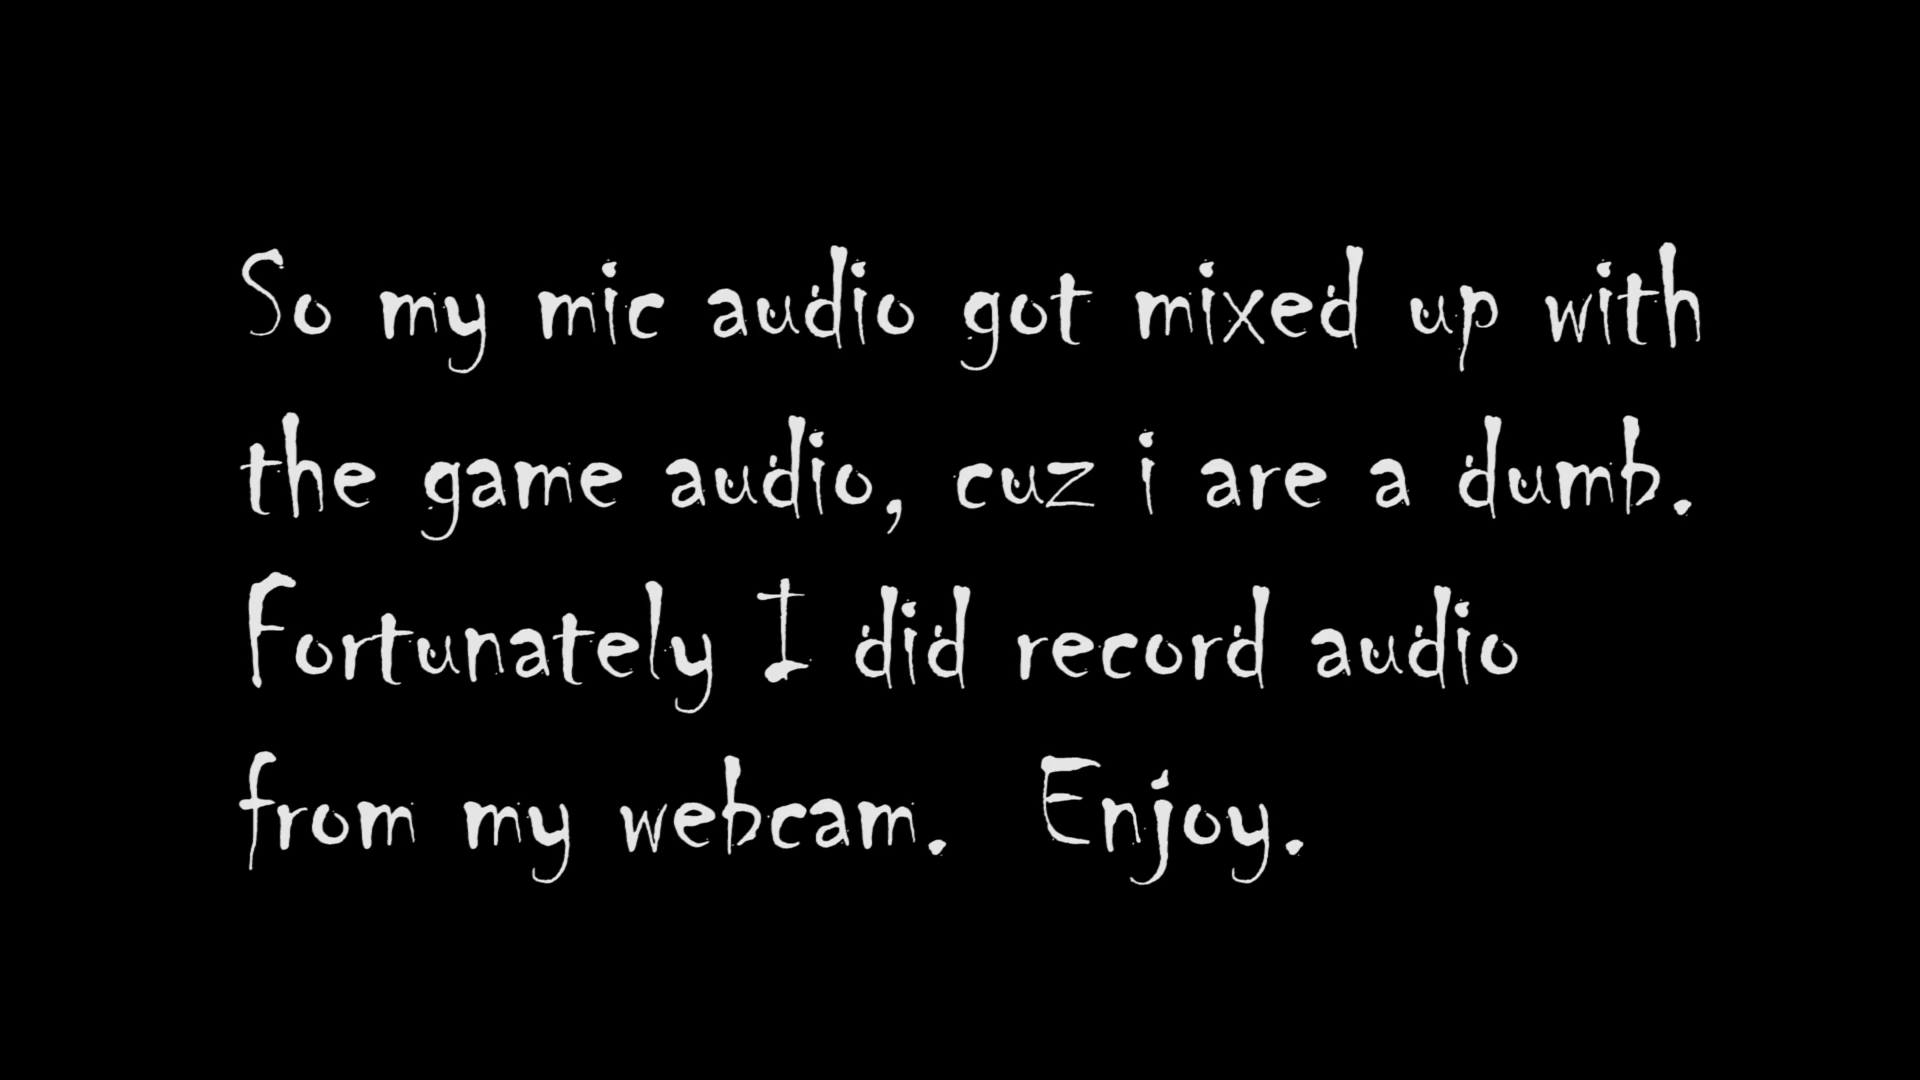 So my mic audio got mixed up with
the game audio, cuz i are a dumb.
Fortunately I did record audio
from my webcam.  Enjoy.